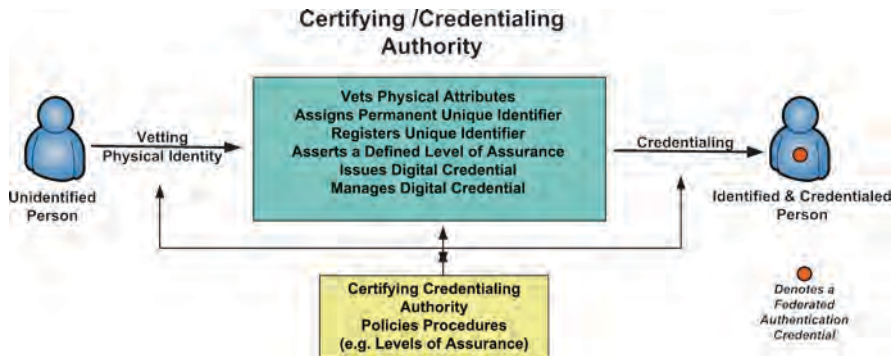 Certifying /Credentialing
Authority
Vets Physical Attributes
Assigns Permanent Unique Identifier
Registers Unique Identifier
Asserts a Defined Level of Assurance
Issues Digital Credential
Manages Digital Credential
Vetting
Physical Identity
Credentialing
Unidentified
Person
Identified & Credentialed
Person
Certifying Credentialing
Authority
Policies Procedures
(e.g. Levels of Assurance)
Denotes a
Federated
Authentication
Credential